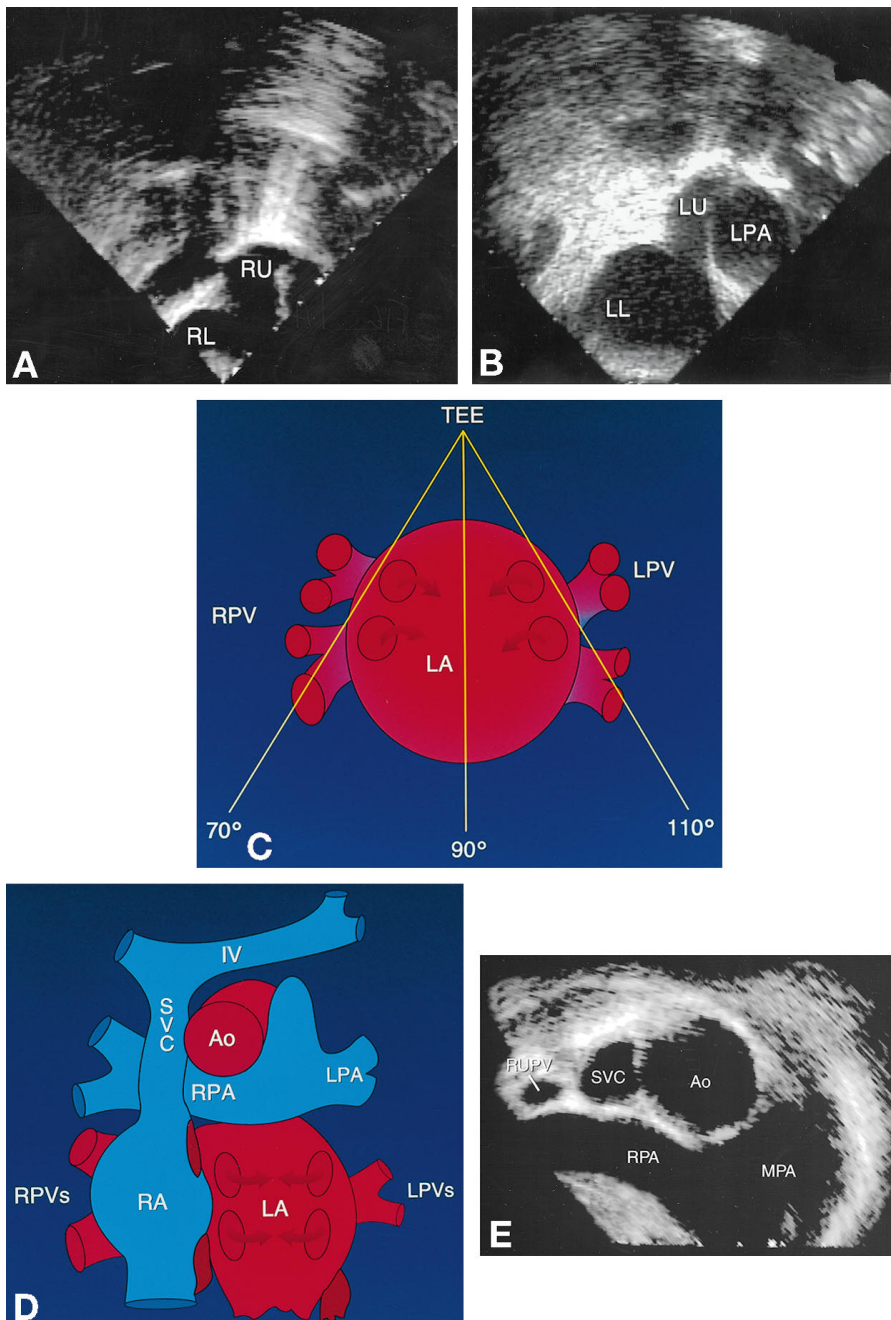 RU
RL
A
LU
LPA
LL
B
TEE
LPV
RPV
LA
70°
C
90°
110°
IV
SVC
Ao
LPA
RPA
RPVs
RA
LA
LPVs
D
RUPV
SVC
Ao
RPA
MPA
E